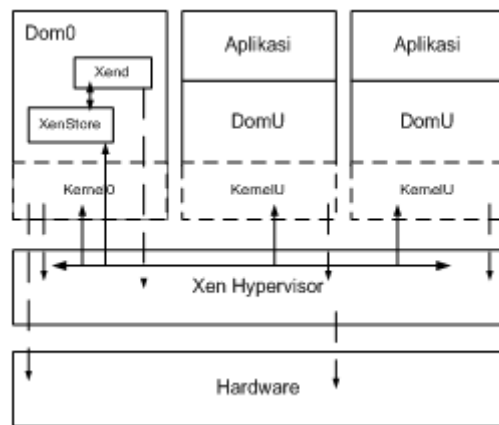 Dom0
Xend
XenStore
Kernel0
Aplikasi
DomU
KernelU
Aplikasi
DomU
KernelU
Xen Hypervisor
Hardware